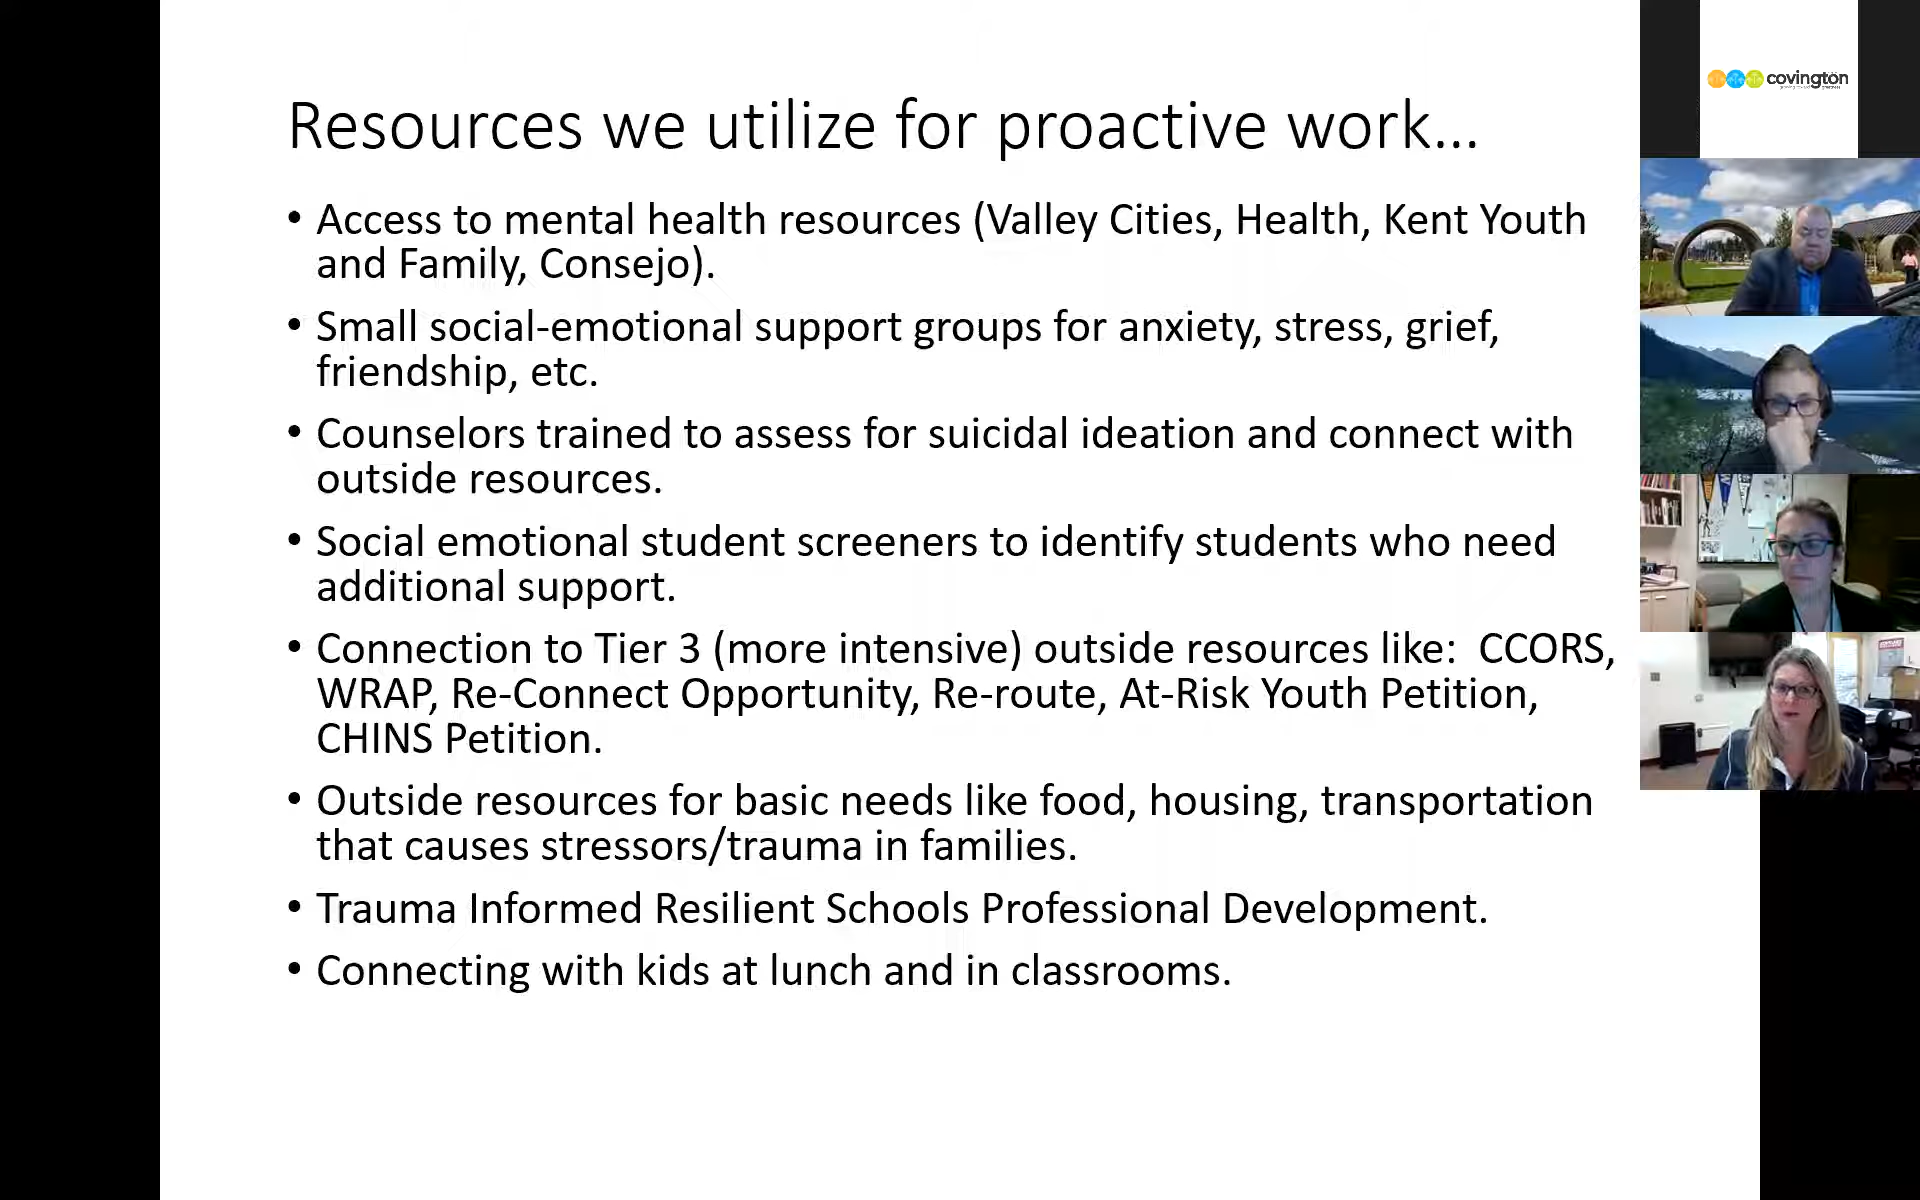 Resources we utilize for proactive work...
• Access to mental health resources (Valley Cities, Health, Kent Youth
and Family, Consejo).
• Small social-emotional support groups for anxiety, stress, grief,
friendship, etc.
• Counselors trained to assess for suicidal ideation and connect with
outside resources.
• Social emotional student screeners to identify students who need
additional support.
• Connection to Tier 3 (more intensive) outside resources like:  CCORS,
WRAP, Re-Connect Opportunity, Re-route, At-Risk Youth Petition,
CHINS Petition.
• Outside resources for basic needs like food, housing, transportation
that causes stressors/trauma in families.
• Trauma Informed Resilient Schools Professional Development.
• Connecting with kids at lunch and in classrooms.
covington